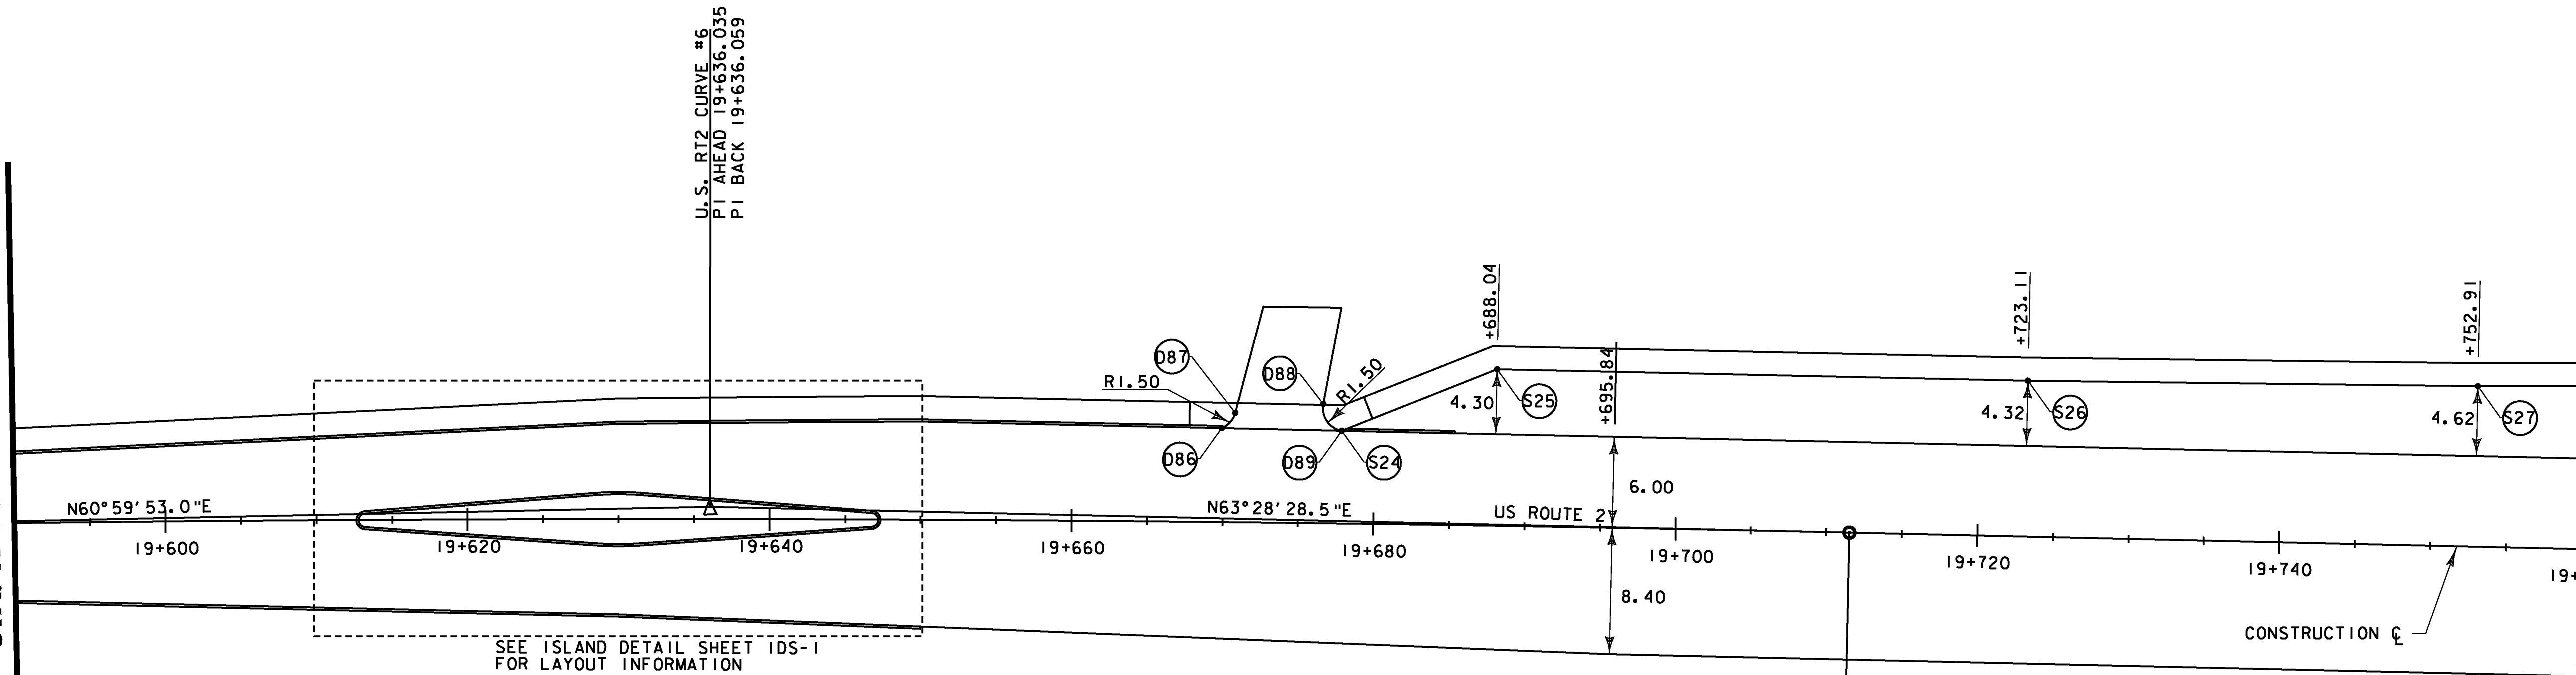 U.S. RT2 CURVE #6
PI AHEAD 19+636.035
PI BACK 19+636.059
+688.04
+723.11
+752.91
+695.84
D87
D88
R1.50
R1.50
4.30
S25
4.32
S26
4.62
S27
D86
D89
S24
6.00
N60°59'53.0"E
N63°28'28.5"E
US ROUTE 2
19+600
19+620
19+640
19+660
19+680
19+700
19+720
19+740
8.40
CONSTRUCTION ℄
SEE ISLAND DETAIL SHEET IDS-1
FOR LAYOUT INFORMATION